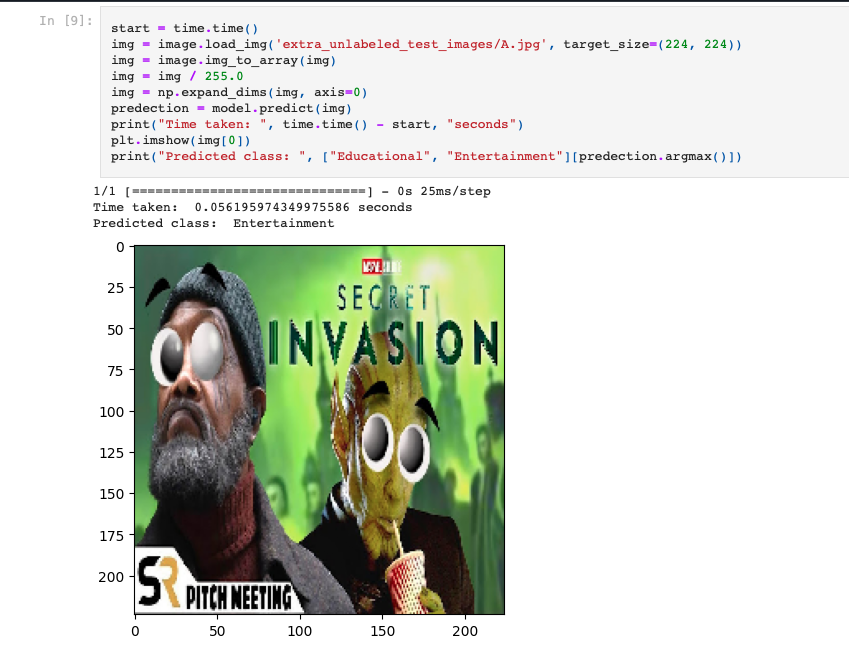 In [9]:
start = time.time()
img = image.load_img('extra_unlabeled_test_images/A.jpg', target_size=(224, 224))
img = image.img_to_array(img)
img = img / 255.0
img = np.expand_dims(img, axis=0)
predection = model.predict(img)
print("Time taken: ", time.time() - start, "seconds")
plt.imshow(img[0])
print("Predicted class: ", ["Educational", "Entertainment"][predection.argmax()])
1/1 [==============================] - 0s 25ms/step
Time taken:  0.056195974349975586 seconds
Predicted class:  Entertainment
0
25
50
75
100
125
150
175
200
SECRET
INVASION
SR PITCH MEETING
0 50 100 150 200